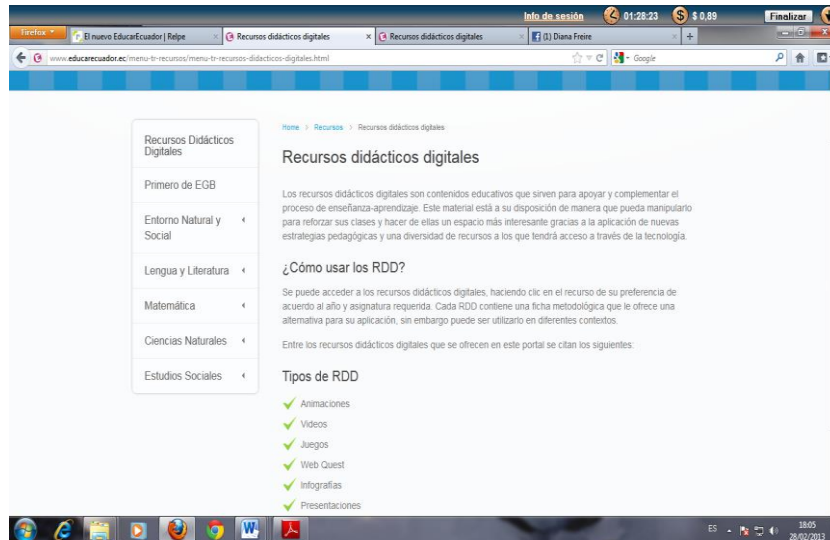 Info de sesión 01:28:23 $ 0,89 Finalizar
Firefox
El nuevo EducarEcuador | Relpe
Recursos didácticos digitales
Recursos didácticos digitales
(1) Diana Freire
www.educarecuador.ec/menu-tr-recursos/menu-tr-recursos-didacticos-digitales.html
Google
Recursos Didácticos
Digitales
Primero de EGB
Entorno Natural y
Social
Lengua y Literatura
Matemática
Ciencias Naturales
Estudios Sociales
Home > Recursos > Recursos didácticos digitales
Recursos didácticos digitales
Los recursos didácticos digitales son contenidos educativos que sirven para apoyar y complementar el
proceso de enseñanza-aprendizaje. Este material está a su disposición de manera que pueda manipularlo
para reforzar sus clases y hacer de ellas un espacio más interesante gracias a la aplicación de nuevas
estrategias pedagógicas y una diversidad de recursos a los que tendrá acceso a través de la tecnología.
¿Cómo usar los RDD?
Se puede acceder a los recursos didácticos digitales, haciendo clic en el recurso de su preferencia de
acuerdo al año y asignatura requerida. Cada RDD contiene una ficha metodológica que le ofrece una
alternativa para su aplicación, sin embargo puede ser utilizarlo en diferentes contextos.
Entre los recursos didácticos digitales que se ofrecen en este portal se citan los siguientes:
Tipos de RDD
Animaciones
Videos
Juegos
Web Quest
Infografías
Presentaciones
ES
18:05
28/02/2013